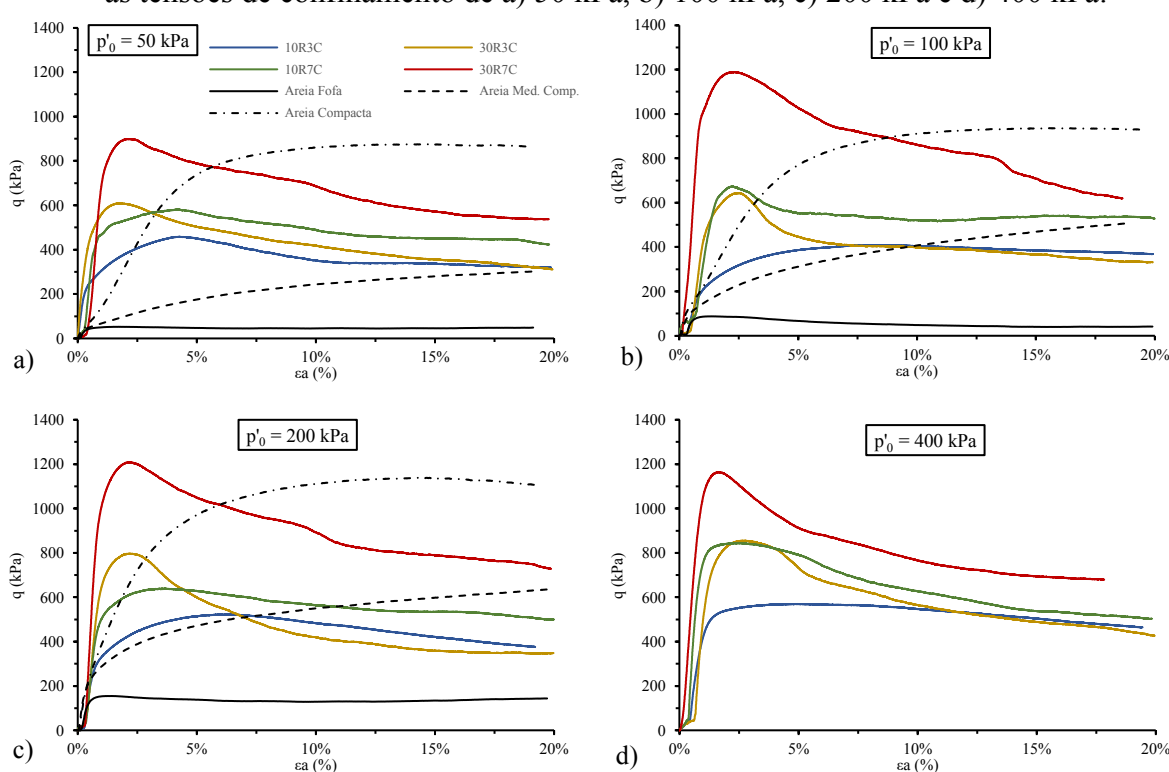 as tensões de confinamento de a) 50 kPa, b) 100 kPa, c) 200 kPa e d) 400 kPa.
p'0 = 50 kPa
10R3C 30R3C
10R7C 30R7C
Areia Fofa Areia Med. Comp.
Areia Compacta
1400
1200
1000
800
600
400
200
0
q (kPa)
0% 5% 10% 15% 20%
εa (%)
a)
p'0 = 100 kPa
1400
1200
1000
800
600
400
200
0
q (kPa)
0% 5% 10% 15% 20%
εa (%)
b)
p'0 = 200 kPa
1400
1200
1000
800
600
400
200
0
q (kPa)
0% 5% 10% 15% 20%
εa (%)
c)
p'0 = 400 kPa
1400
1200
1000
800
600
400
200
0
q (kPa)
0% 5% 10% 15% 20%
εa (%)
d)